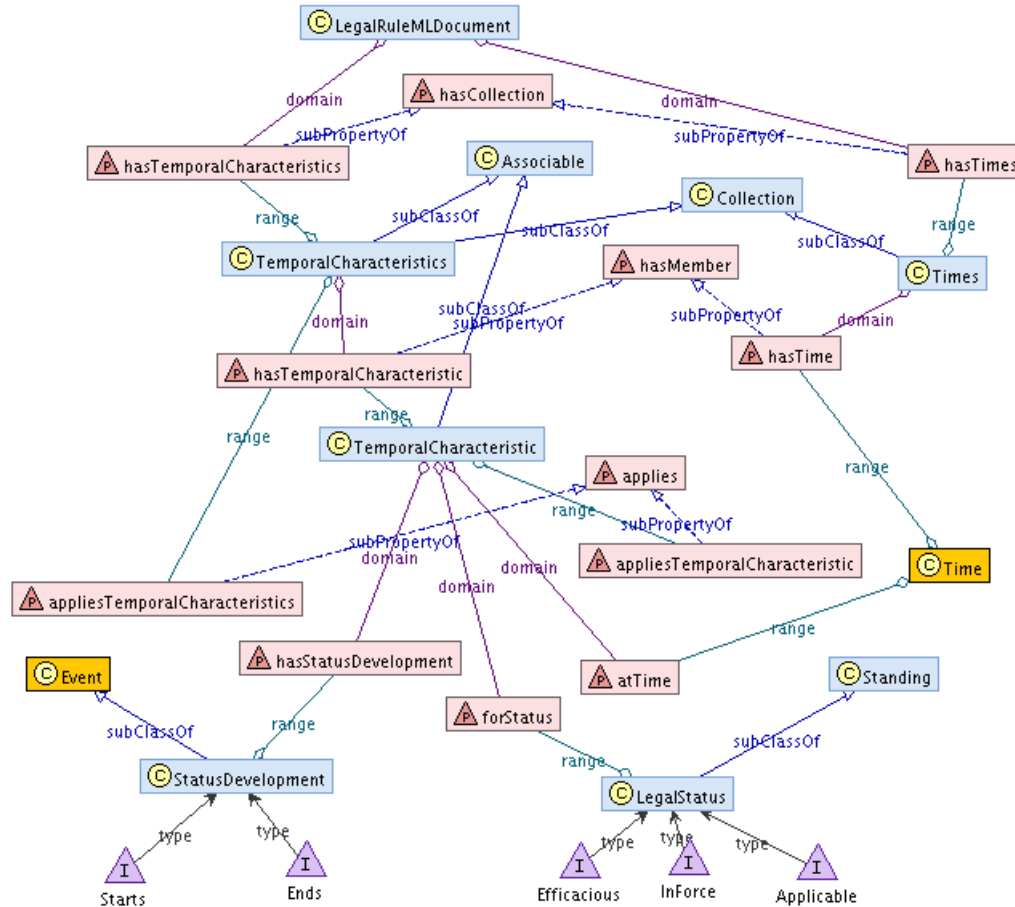 C LegalRuleMLDocument
domain
domain
P hasCollection
subPropertyOf
subPropertyOf
P hasTemporalCharacteristics
C Associable
P hasTimes
C Collection
range
subClassOf
subClassOf
subClassOf
range
C TemporalCharacteristics
P hasMember
C Times
domain
subClassOf
subPropertyOf
subPropertyOf
domain
P hasTemporalCharacteristic
P hasTime
range
range
C TemporalCharacteristic
range
P applies
range
subPropertyOf
subPropertyOf
domain
P appliesTemporalCharacteristic
C Time
domain
domain
P appliesTemporalCharacteristics
range
P hasStatusDevelopment
C Event
P atTime
C Standing
P forStatus
range
subClassOf
subClassOf
range
C StatusDevelopment
C LegalStatus
type
type
type
type
type
I
I
I
I
I
Starts
Ends
Efficacious
InForce
Applicable